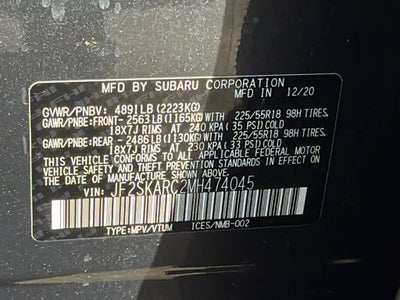 MFD BY SUBARU CORPORATION
GVWR/PNBV: 4891LB(2223KG) MFD IN 12/20
GAWR/PNBE:FRONT-2563LB(1165KG)WITH 225/55R18 98H TIRES,
18X7J RIMS AT 240 KPA (35 PSI)COLD
GAWR/PNBE:REAR -2486LB(1130KG)WITH 225/55R18 98H TIRES,
18X7J RIMS AT 230 KPA (33 PSI)COLD
THIS VEHICLE CONFORMS TO ALL APPLICABLE FEDERAL MOTOR
VEHICLE SAFETY AND THEFT PREVENTION STANDARDS IN EFFECT
ON THE DATE OF MANUFACTURE SHOWN ABOVE.
VIN: JF2SKARC2MH474045
TYPE:MPV/VTUM ICES/NMB-002